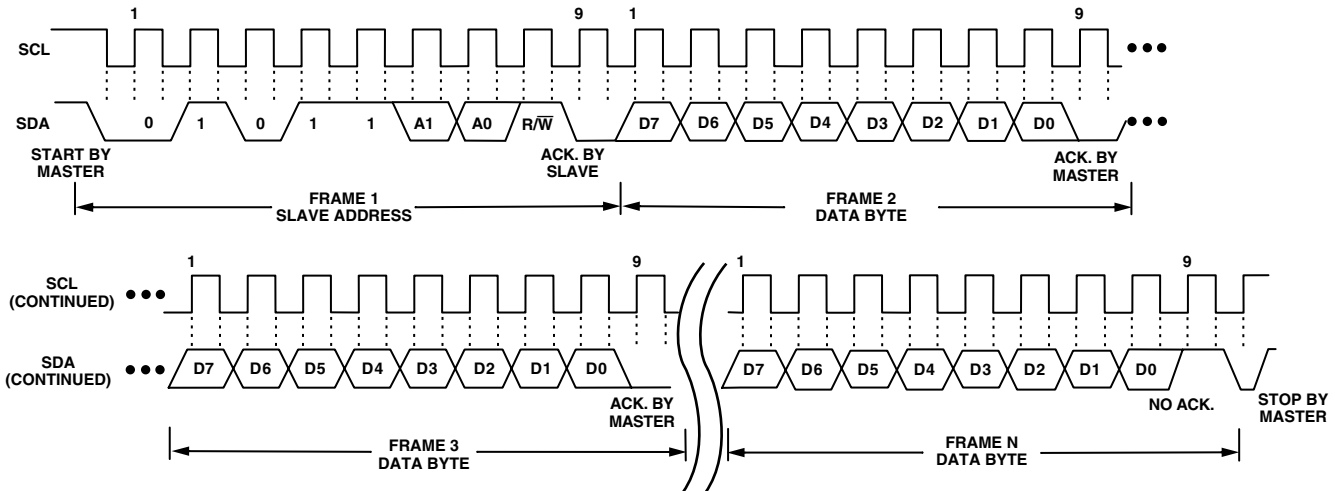 1 9 1 9
SCL
SDA 0 1 0 1 1 A1 A0 R/W̅ D7 D6 D5 D4 D3 D2 D1 D0
START BY
MASTER
ACK. BY
SLAVE
ACK. BY
MASTER
FRAME 1
SLAVE ADDRESS
FRAME 2
DATA BYTE
1 9 1 9
SCL
(CONTINUED)
SDA
(CONTINUED)
D7 D6 D5 D4 D3 D2 D1 D0 D7 D6 D5 D4 D3 D2 D1 D0
ACK. BY
MASTER
NO ACK.
STOP BY
MASTER
FRAME 3
DATA BYTE
FRAME N
DATA BYTE